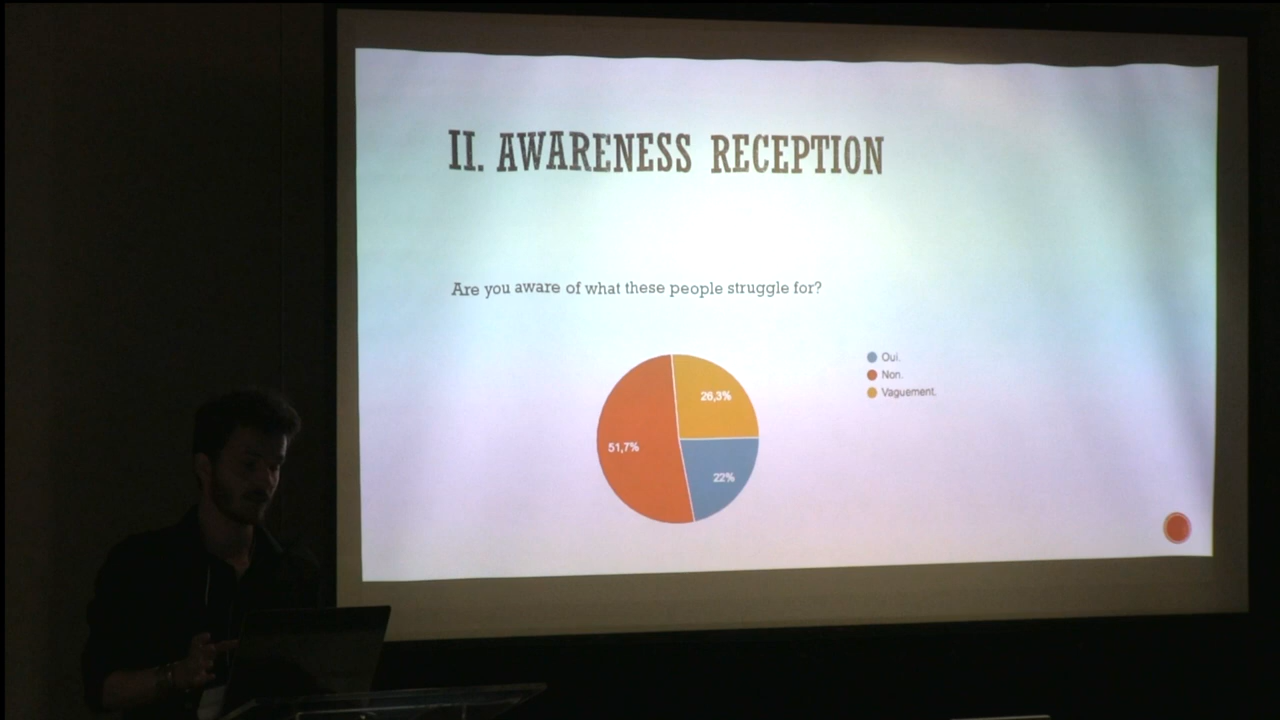 II. AWARENESS RECEPTION
Are you aware of what these people struggle for?
Oui.
Non.
Vaguement.
26,3%
51,7%
22%